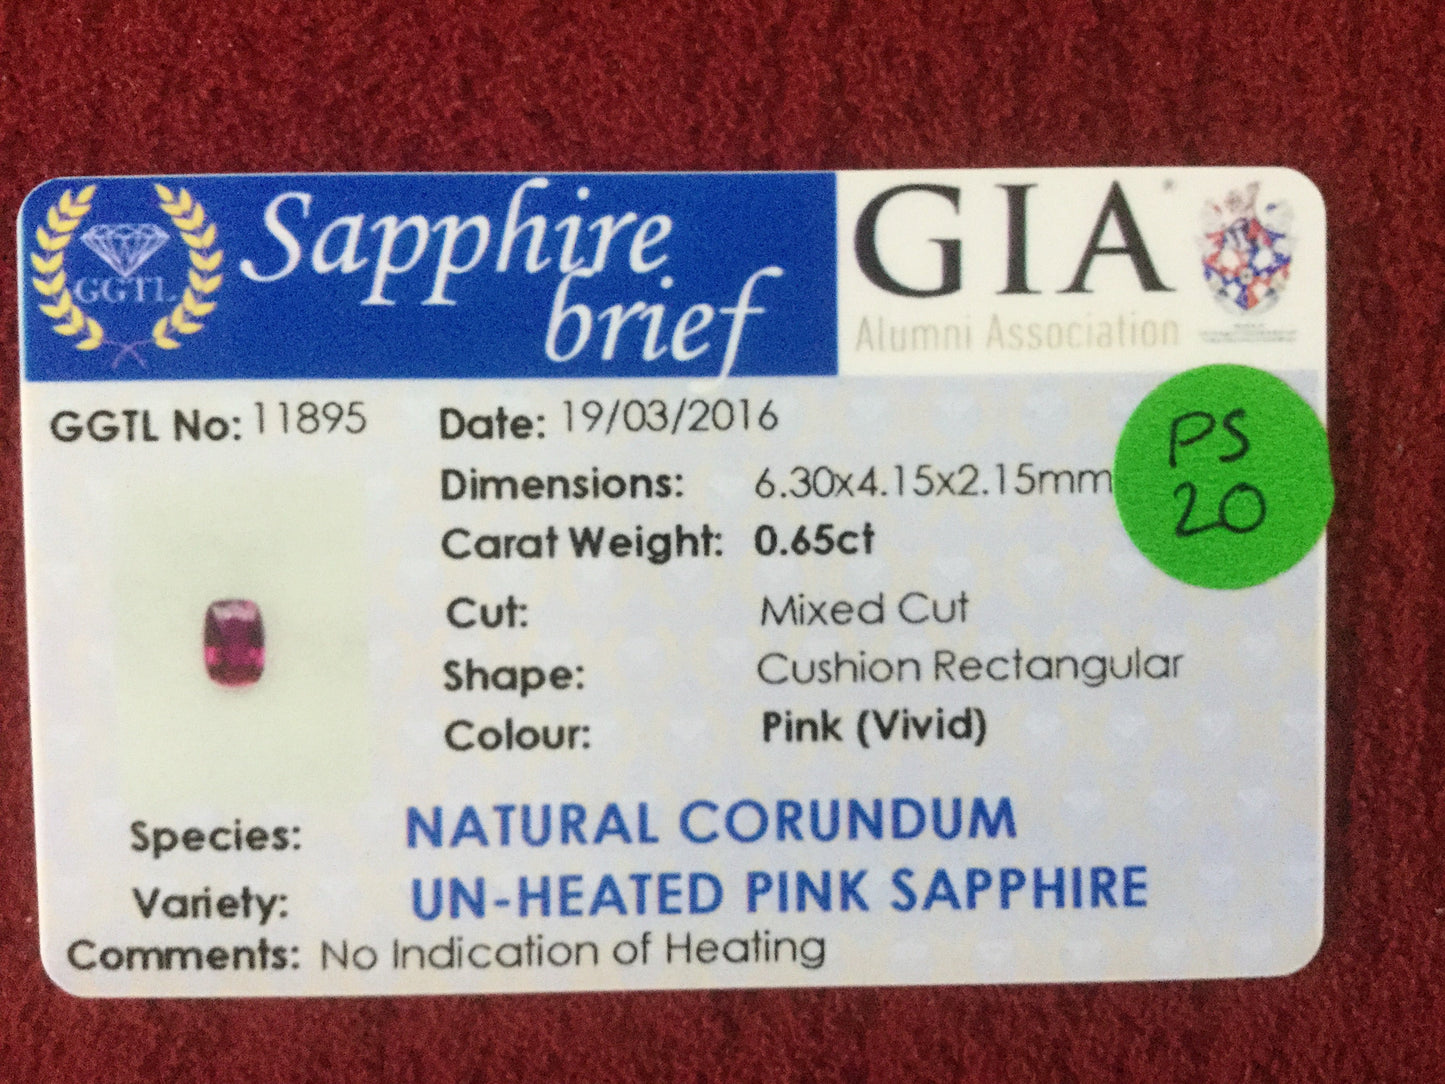 GGTL
Sapphire
brief
GIA
Alumni Association
GGTL No: 11895
Date: 19/03/2016
PS
20
Dimensions: 6.30x4.15x2.15mm
Carat Weight: 0.65ct
Cut: Mixed Cut
Shape: Cushion Rectangular
Colour: Pink (Vivid)
Species: NATURAL CORUNDUM
Variety: UN-HEATED PINK SAPPHIRE
Comments: No Indication of Heating